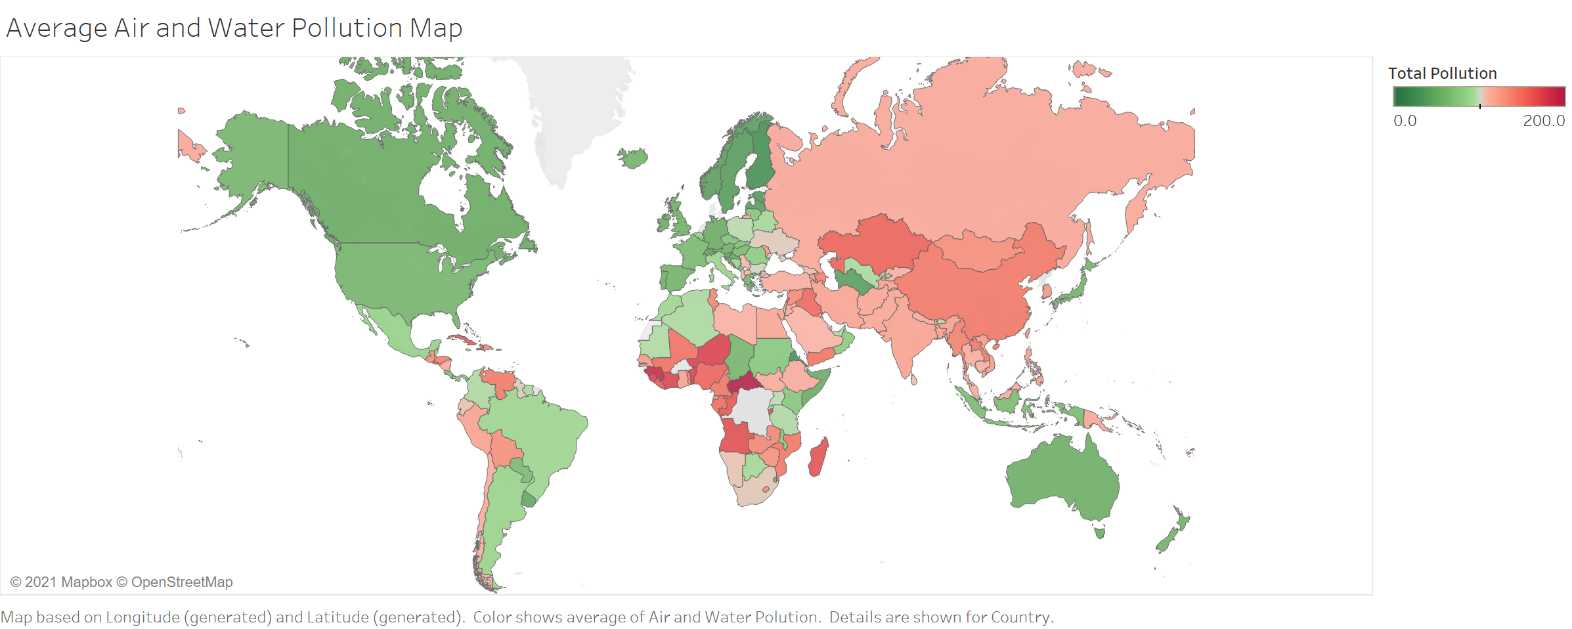 Average Air and Water Pollution Map
Total Pollution
0.0 200.0
© 2021 Mapbox © OpenStreetMap
Map based on Longitude (generated) and Latitude (generated). Color shows average of Air and Water Polution. Details are shown for Country.